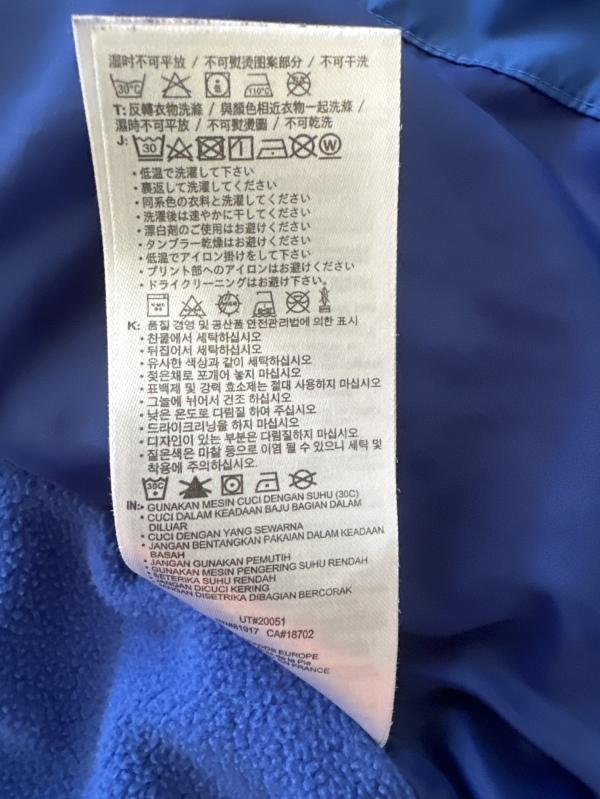 湿时不可平放 / 不可熨烫图案部分 / 不可干洗
30°C 110°C
T: 反轉衣物洗滌 / 與顏色相近衣物一起洗滌 /
濕時不可平放 / 不可熨燙圖 / 不可乾洗
J: 30 W
・低温で洗濯して下さい
・裏返して洗濯してください
・同系色の衣料と洗濯してください
・洗濯後は速やかに干してください
・漂白剤のご使用はお避けください
・タンブラー乾燥はお避けください
・低温でアイロン掛けをして下さい
・プリント部へのアイロンはお避けください
・ドライクリーニングはお避け下さい。
K: 품질 경영 및 공산품 안전관리법에 의한 표시
・찬물에서 세탁하십시오
・뒤집어서 세탁하십시오
・유사한 색상과 같이 세탁하십시오
・젖은채로 포개어 놓지 마십시오
・표백제 및 강력 효소제는 절대 사용하지 마십시오
・그늘에 뉘어서 건조 하십시오
・낮은 온도로 다림질 하여 주십시오
・드라이크리닝을 하지 마십시오
・디자인이 있는 부분은 다림질하지 마십시오
・짙은색은 마찰 등으로 이염 될 수 있으니 세탁 및
착용에 주의하십시오.
30C
IN: • GUNAKAN MESIN CUCI DENGAN SUHU (30C)
• CUCI DALAM KEADAAN BAJU BAGIAN DALAM
DILUAR
• CUCI DENGAN YANG SEWARNA
• JANGAN BENTANGKAN PAKAIAN DALAM KEADAAN
BASAH
• JANGAN GUNAKAN PEMUTIH
• GUNAKAN MESIN PENGERING SUHU RENDAH
• SETERIKA SUHU RENDAH
JANGAN DICUCI KERING
JANGAN DISETRIKA DIBAGIAN BERCORAK
UT#20051
CA#18702
EUROPE
EN FRANCE